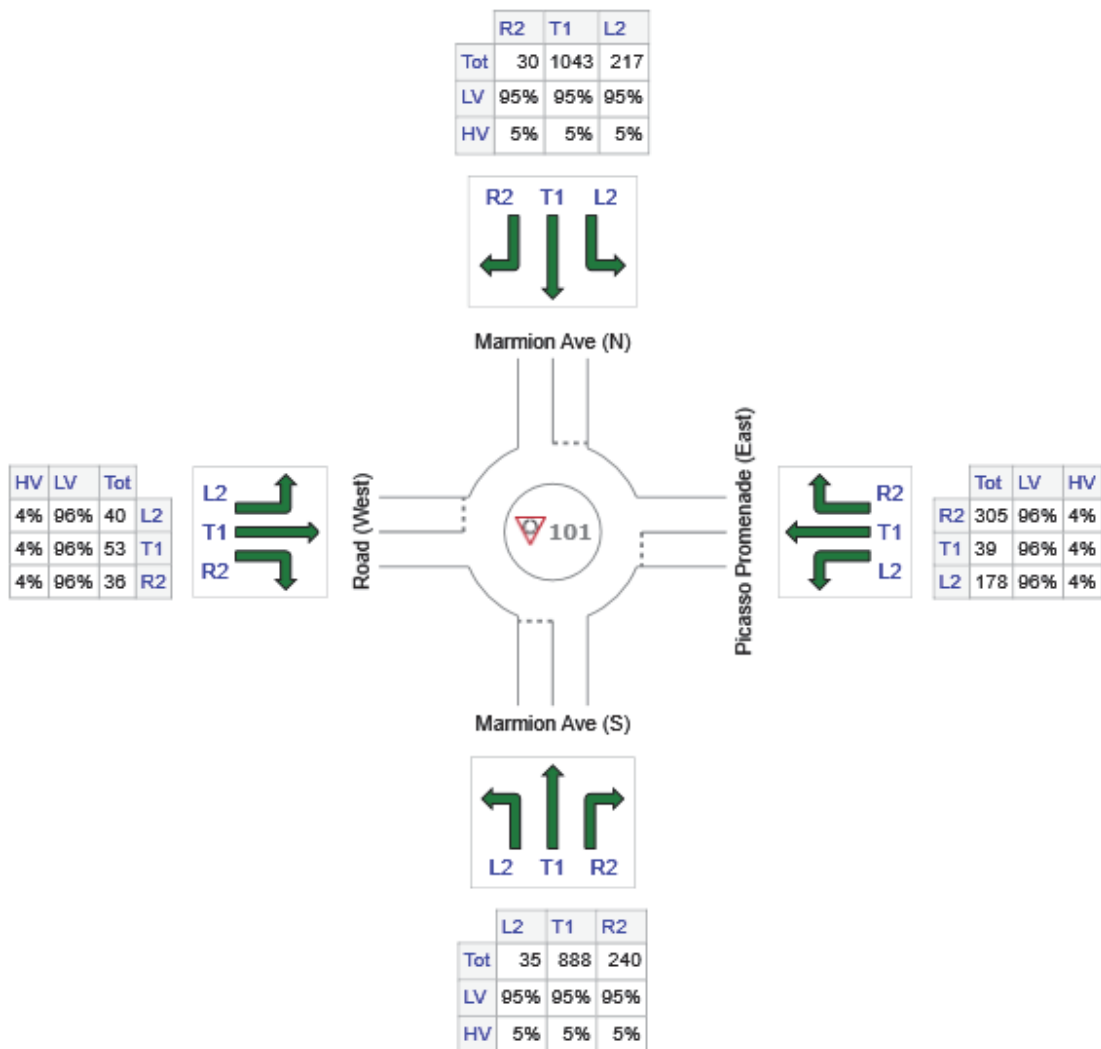 R2 T1 L2
Tot 30 1043 217
LV 95% 95% 95%
HV 5% 5% 5%
R2 T1 L2
Marmion Ave (N)
HV LV Tot
4% 96% 40 L2
4% 96% 53 T1
4% 96% 36 R2
L2
T1
R2
Road (West)
101
Picasso Promenade (East)
R2
T1
L2
Tot LV HV
R2 305 96% 4%
T1 39 96% 4%
L2 178 96% 4%
Marmion Ave (S)
L2 T1 R2
L2 T1 R2
Tot 35 888 240
LV 95% 95% 95%
HV 5% 5% 5%